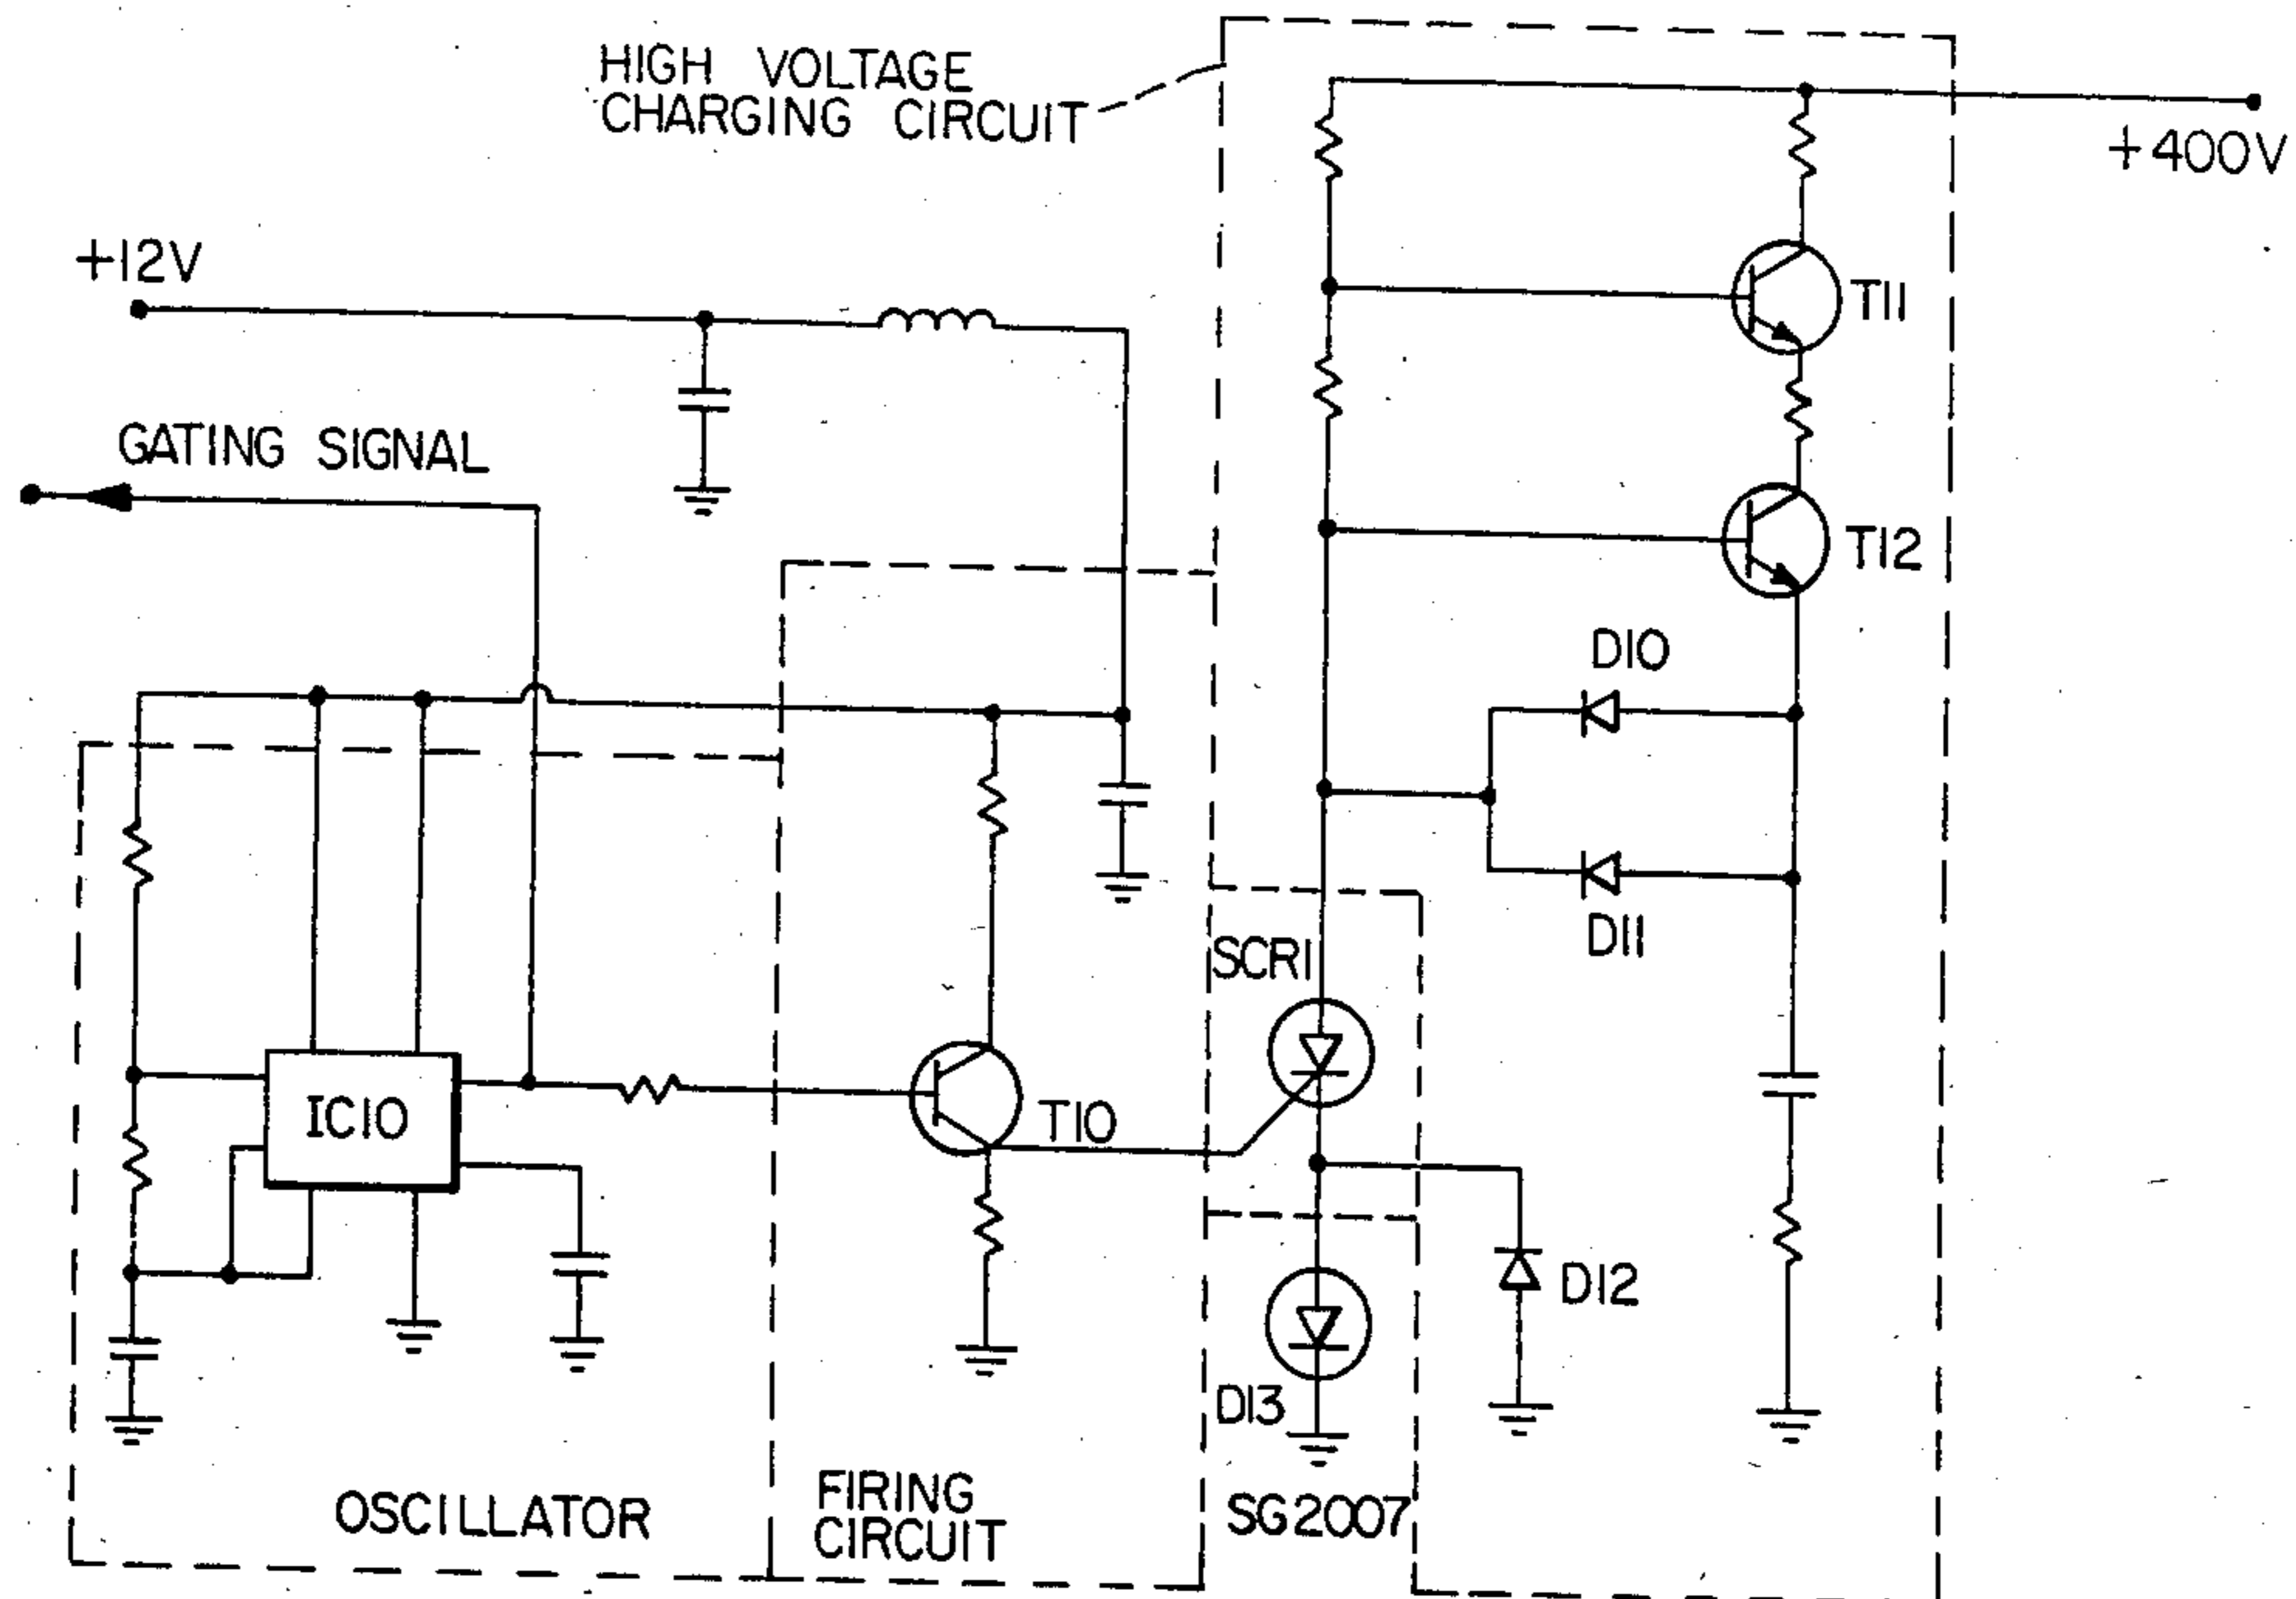 HIGH VOLTAGE
CHARGING CIRCUIT
+400V
+12V
T11
GATING SIGNAL
T12
D10
D11
SCR1
IC10
T10
D12
D13
OSCILLATOR
FIRING
CIRCUIT
SG2007